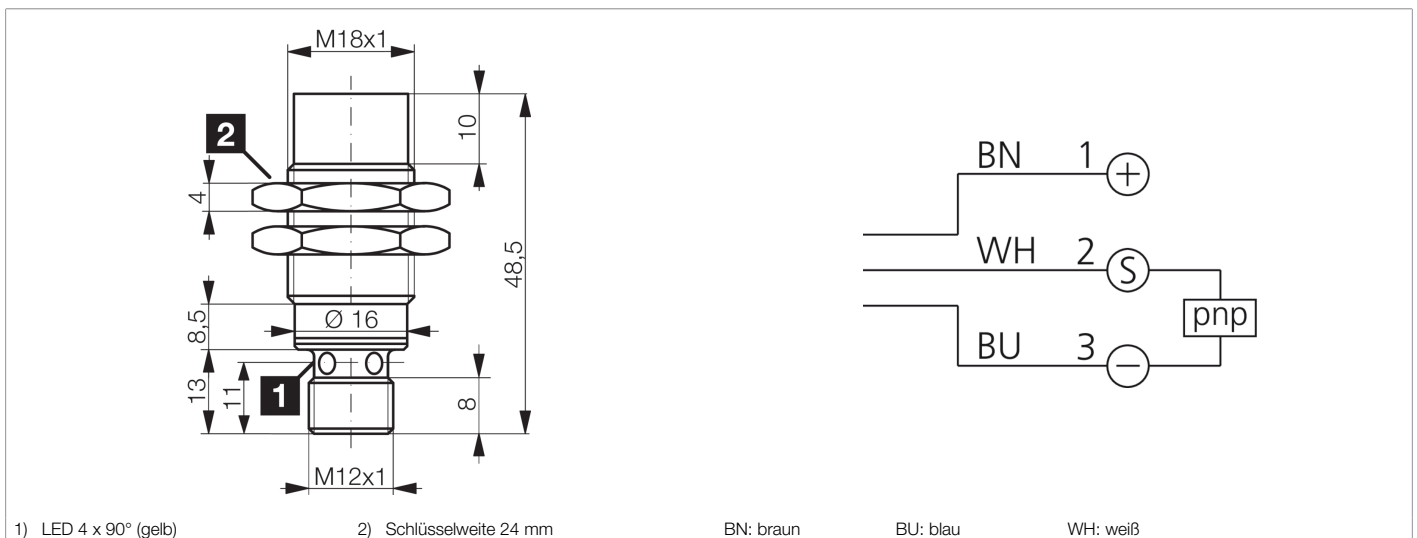 M18x1
2
10
4
48,5
8,5
Ø 16
13
11
1
8
M12x1
BN 1
+
WH 2
S
pnp
BU 3
−
1) LED 4 x 90° (gelb) 2) Schlüsselweite 24 mm BN: braun BU: blau WH: weiß